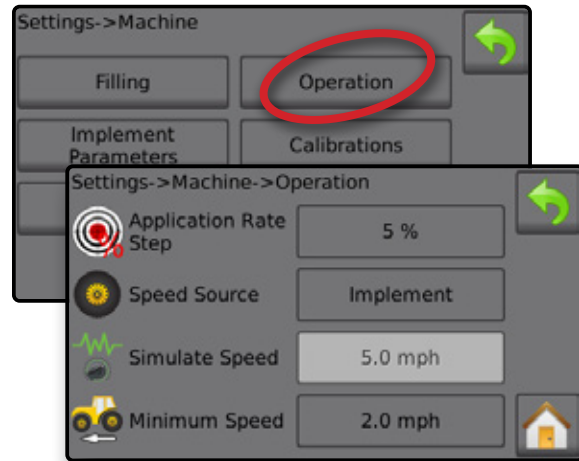 Settings->Machine
Filling
Operation
Implement
Parameters
Calibrations
Settings->Machine->Operation
Application Rate
Step
5 %
Speed Source
Implement
Simulate Speed
5.0 mph
Minimum Speed
2.0 mph
%